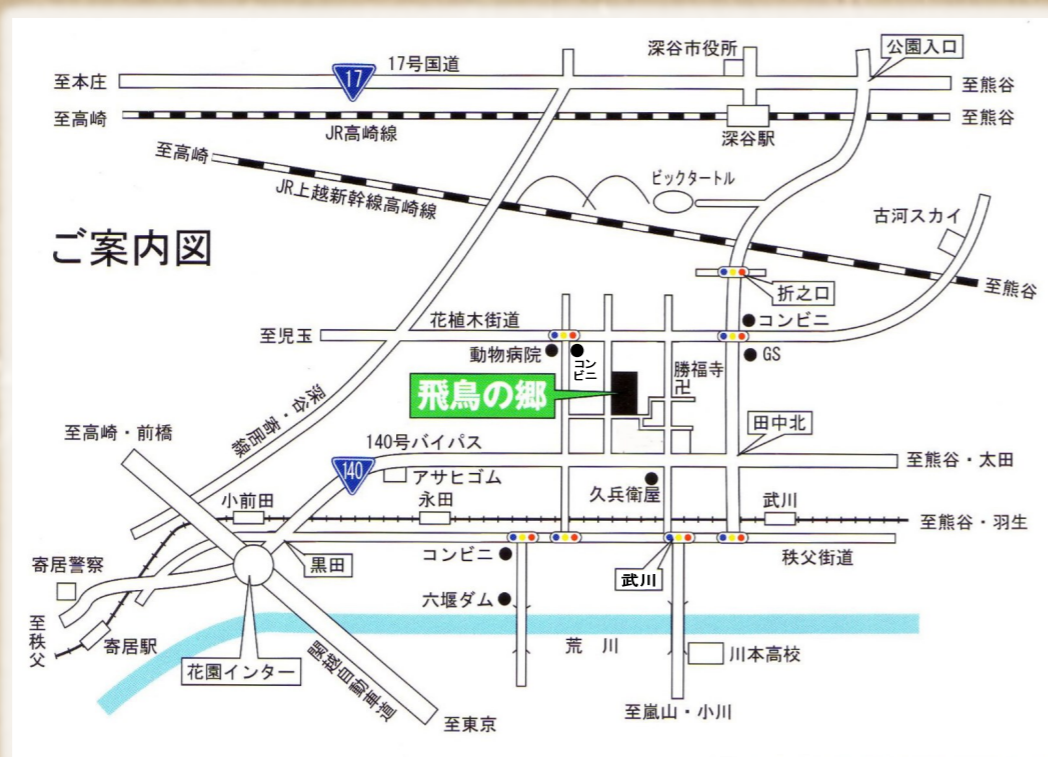 深谷市役所
公園入口
17号国道
17
至本庄
至熊谷
至高崎
JR高崎線
深谷駅
至熊谷
至高崎
JR上越新幹線高崎線
ビックタートル
古河スカイ
ご案内図
至熊谷
折之口
至児玉
花植木街道
コンビニ
動物病院
コン
ビニ
GS
勝福寺
卍
飛鳥の郷
深谷・寄居線
田中北
至高崎・前橋
140号バイパス
140
アサヒゴム
至熊谷・太田
久兵衛屋
小前田
永田
武川
至熊谷・羽生
寄居警察
黒田
コンビニ
武川
秩父街道
六堰ダム
至秩父
寄居駅
荒川
川本高校
花園インター
関越自動車道
至東京
至嵐山・小川